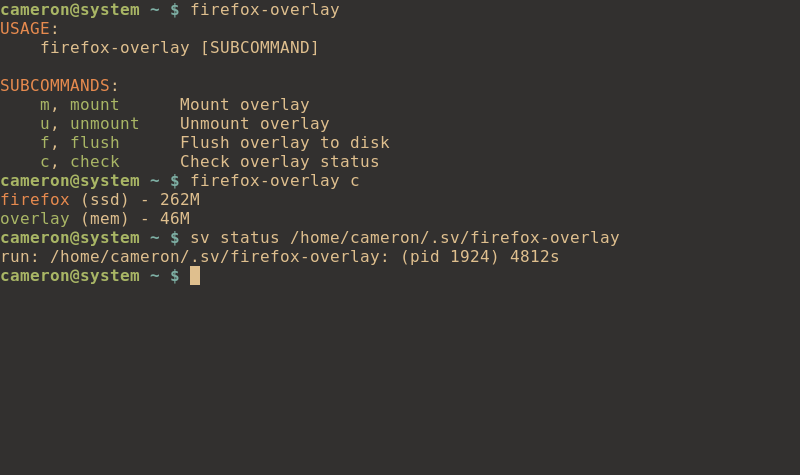 cameron@system ~ $ firefox-overlay
USAGE:
    firefox-overlay [SUBCOMMAND]

SUBCOMMANDS:
    m, mount      Mount overlay
    u, unmount    Unmount overlay
    f, flush      Flush overlay to disk
    c, check      Check overlay status
cameron@system ~ $ firefox-overlay c
firefox (ssd) - 262M
overlay (mem) - 46M
cameron@system ~ $ sv status /home/cameron/.sv/firefox-overlay
run: /home/cameron/.sv/firefox-overlay: (pid 1924) 4812s
cameron@system ~ $